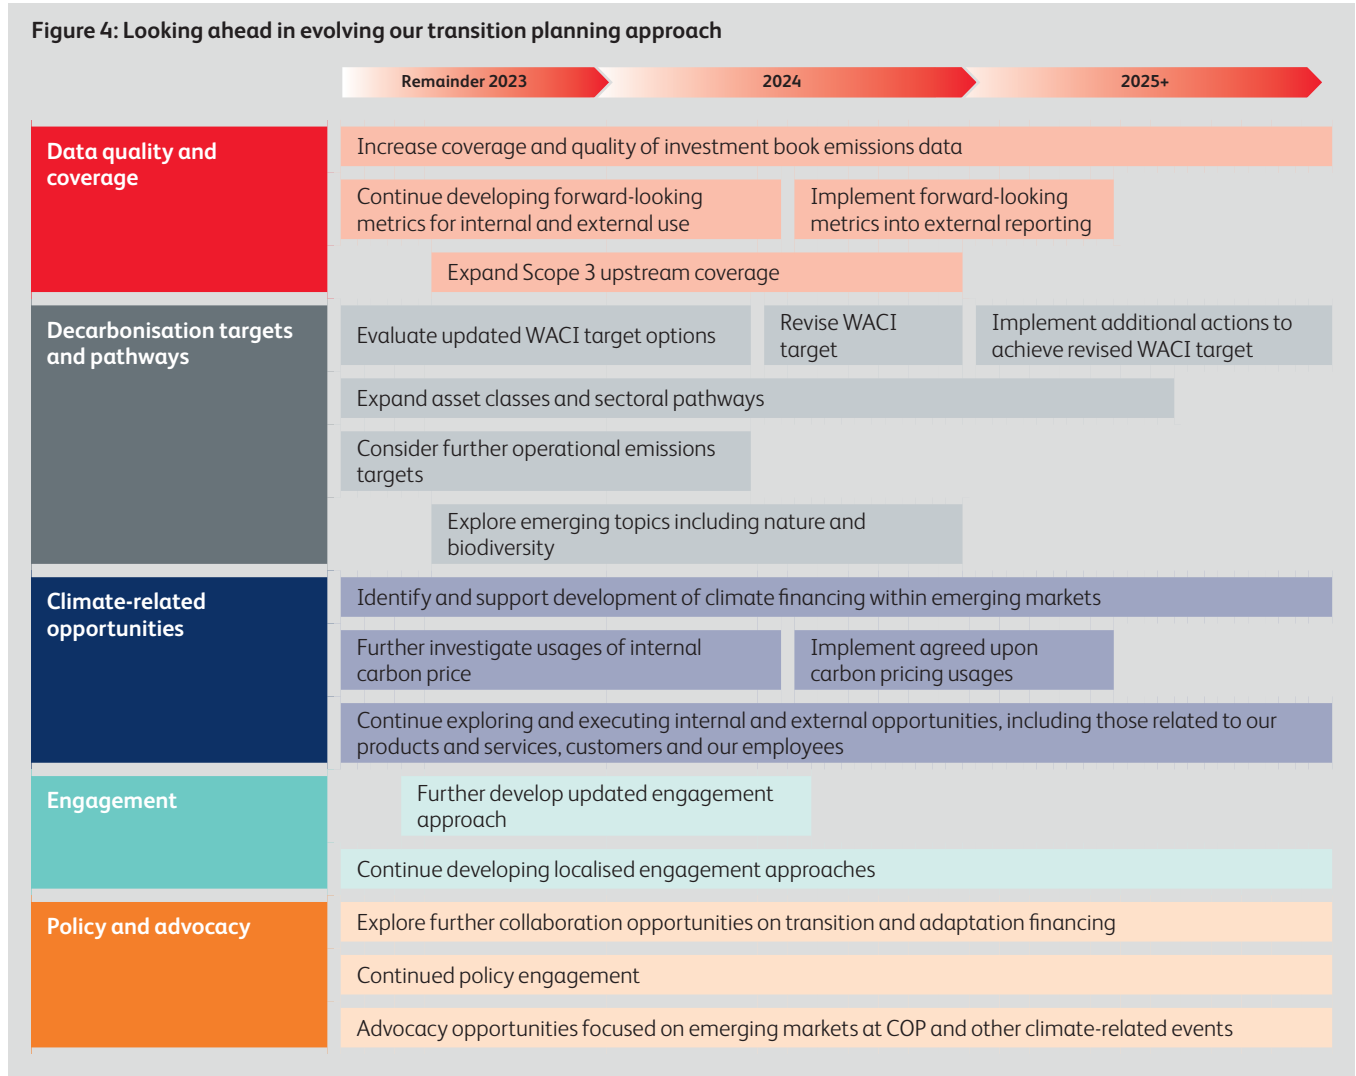 Figure 4: Looking ahead in evolving our transition planning approach
Remainder 2023
2024
2025+
Data quality and
coverage
Increase coverage and quality of investment book emissions data
Continue developing forward-looking
metrics for internal and external use
Implement forward-looking
metrics into external reporting
Expand Scope 3 upstream coverage
Decarbonisation targets
and pathways
Evaluate updated WACI target options
Revise WACI
target
Implement additional actions to
achieve revised WACI target
Expand asset classes and sectoral pathways
Consider further operational emissions
targets
Explore emerging topics including nature and
biodiversity
Climate-related
opportunities
Identify and support development of climate financing within emerging markets
Further investigate usages of internal
carbon price
Implement agreed upon
carbon pricing usages
Continue exploring and executing internal and external opportunities, including those related to our
products and services, customers and our employees
Engagement
Further develop updated engagement
approach
Continue developing localised engagement approaches
Policy and advocacy
Explore further collaboration opportunities on transition and adaptation financing
Continued policy engagement
Advocacy opportunities focused on emerging markets at COP and other climate-related events